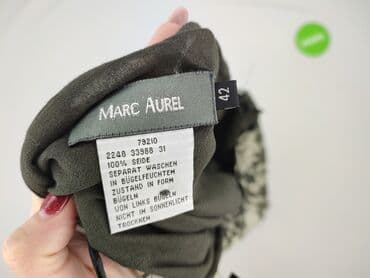 MARC AUREL
42
79210
2248 33988 31
100% SEIDE
SEPARAT WASCHEN
IN BÜGELFEUCHTEM
ZUSTAND IN FORM
BÜGELN
VON LINKS BÜGELN
NICHT IM SONNENLICHT
TROCKNEN